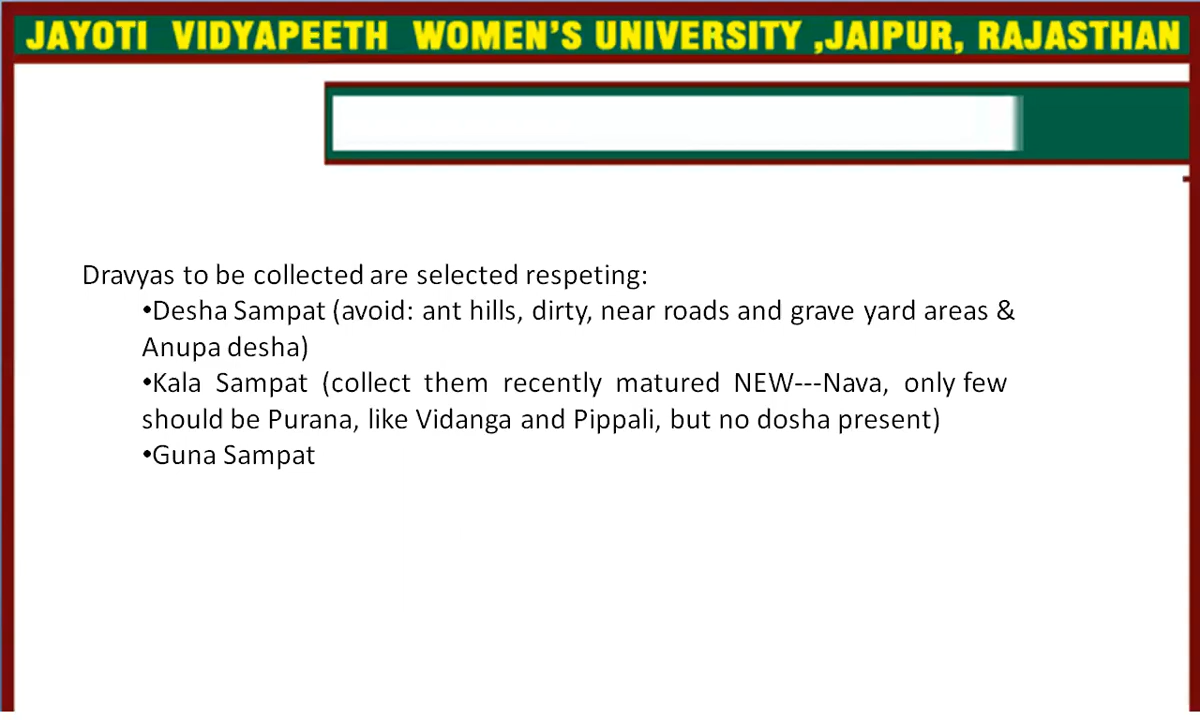 JAYOTI VIDYAPEETH WOMEN'S UNIVERSITY ,JAIPUR, RAJASTHAN
Dravyas to be collected are selected respeting:
•Desha Sampat (avoid: ant hills, dirty, near roads and grave yard areas &
Anupa desha)
•Kala Sampat (collect them recently matured NEW---Nava, only few
should be Purana, like Vidanga and Pippali, but no dosha present)
•Guna Sampat